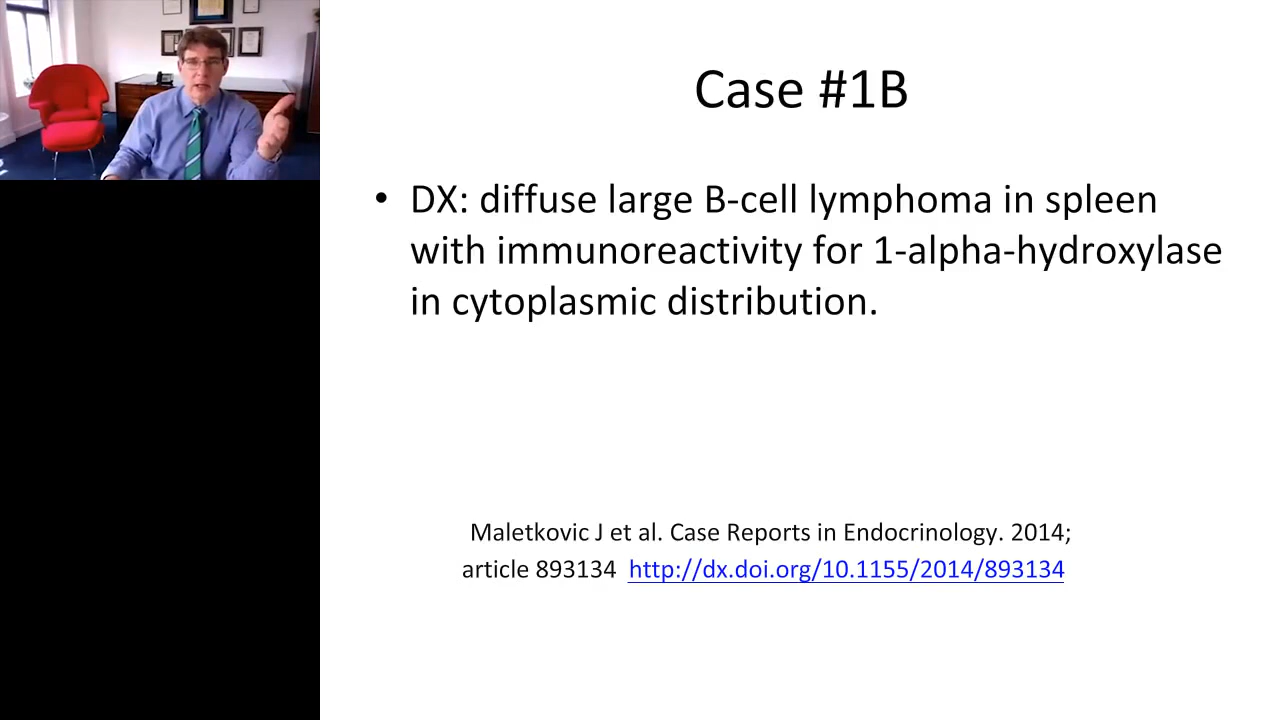 Case #1B
• DX: diffuse large B-cell lymphoma in spleen
with immunoreactivity for 1-alpha-hydroxylase
in cytoplasmic distribution.
Maletkovic J et al. Case Reports in Endocrinology. 2014;
article 893134 http://dx.doi.org/10.1155/2014/893134